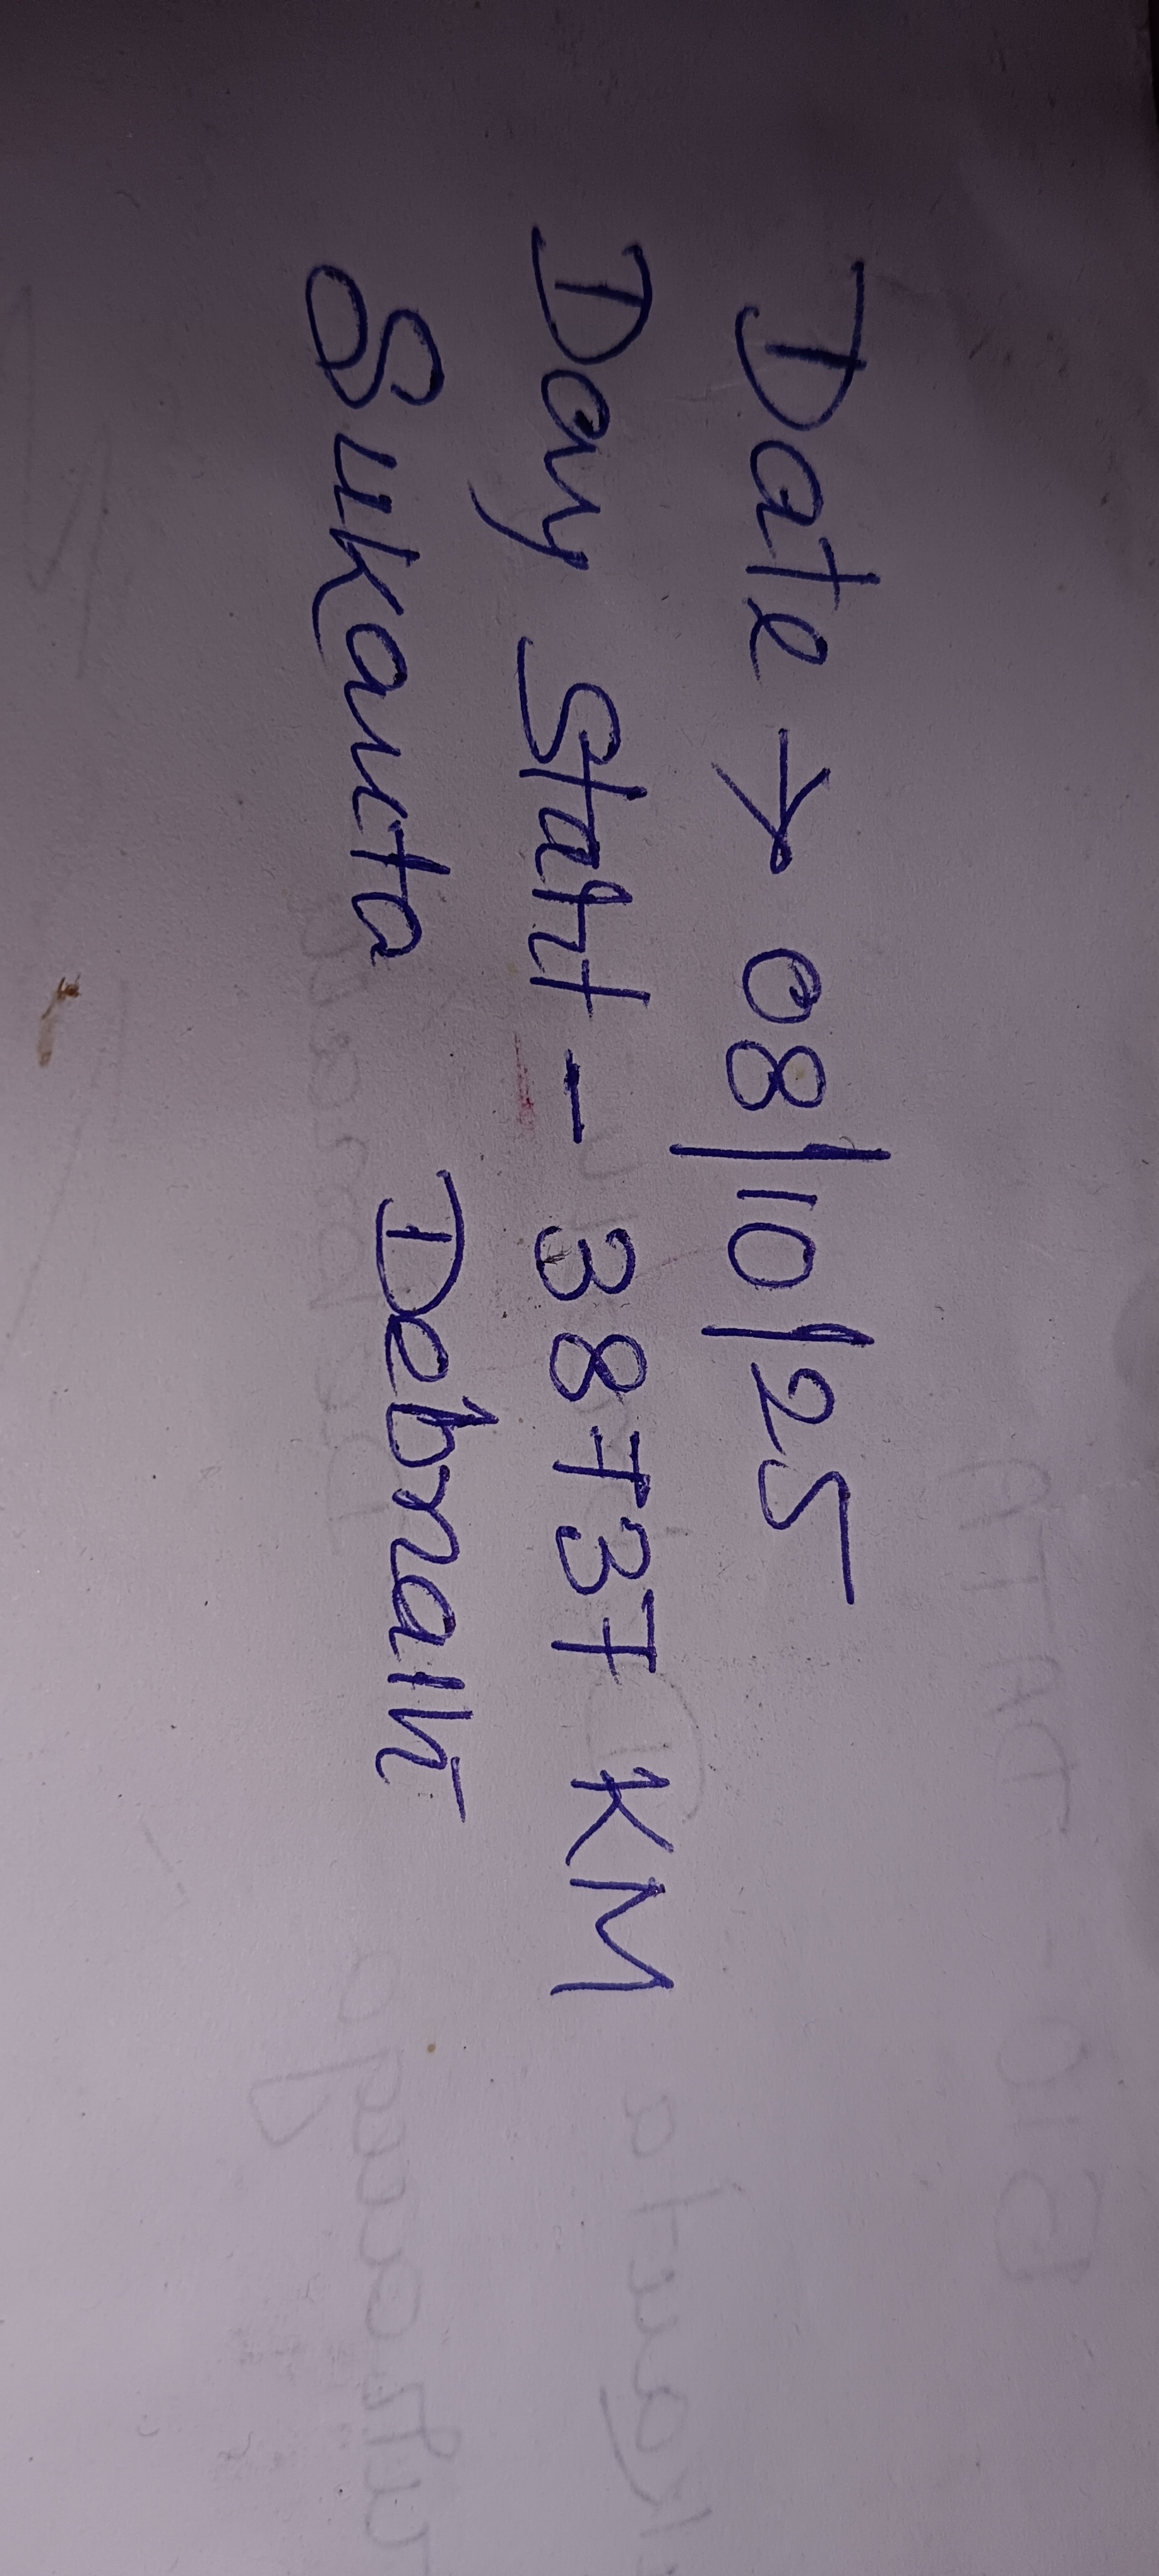 Date → 08/10/25
Day Start - 38737 KM
Sukanta Debnath